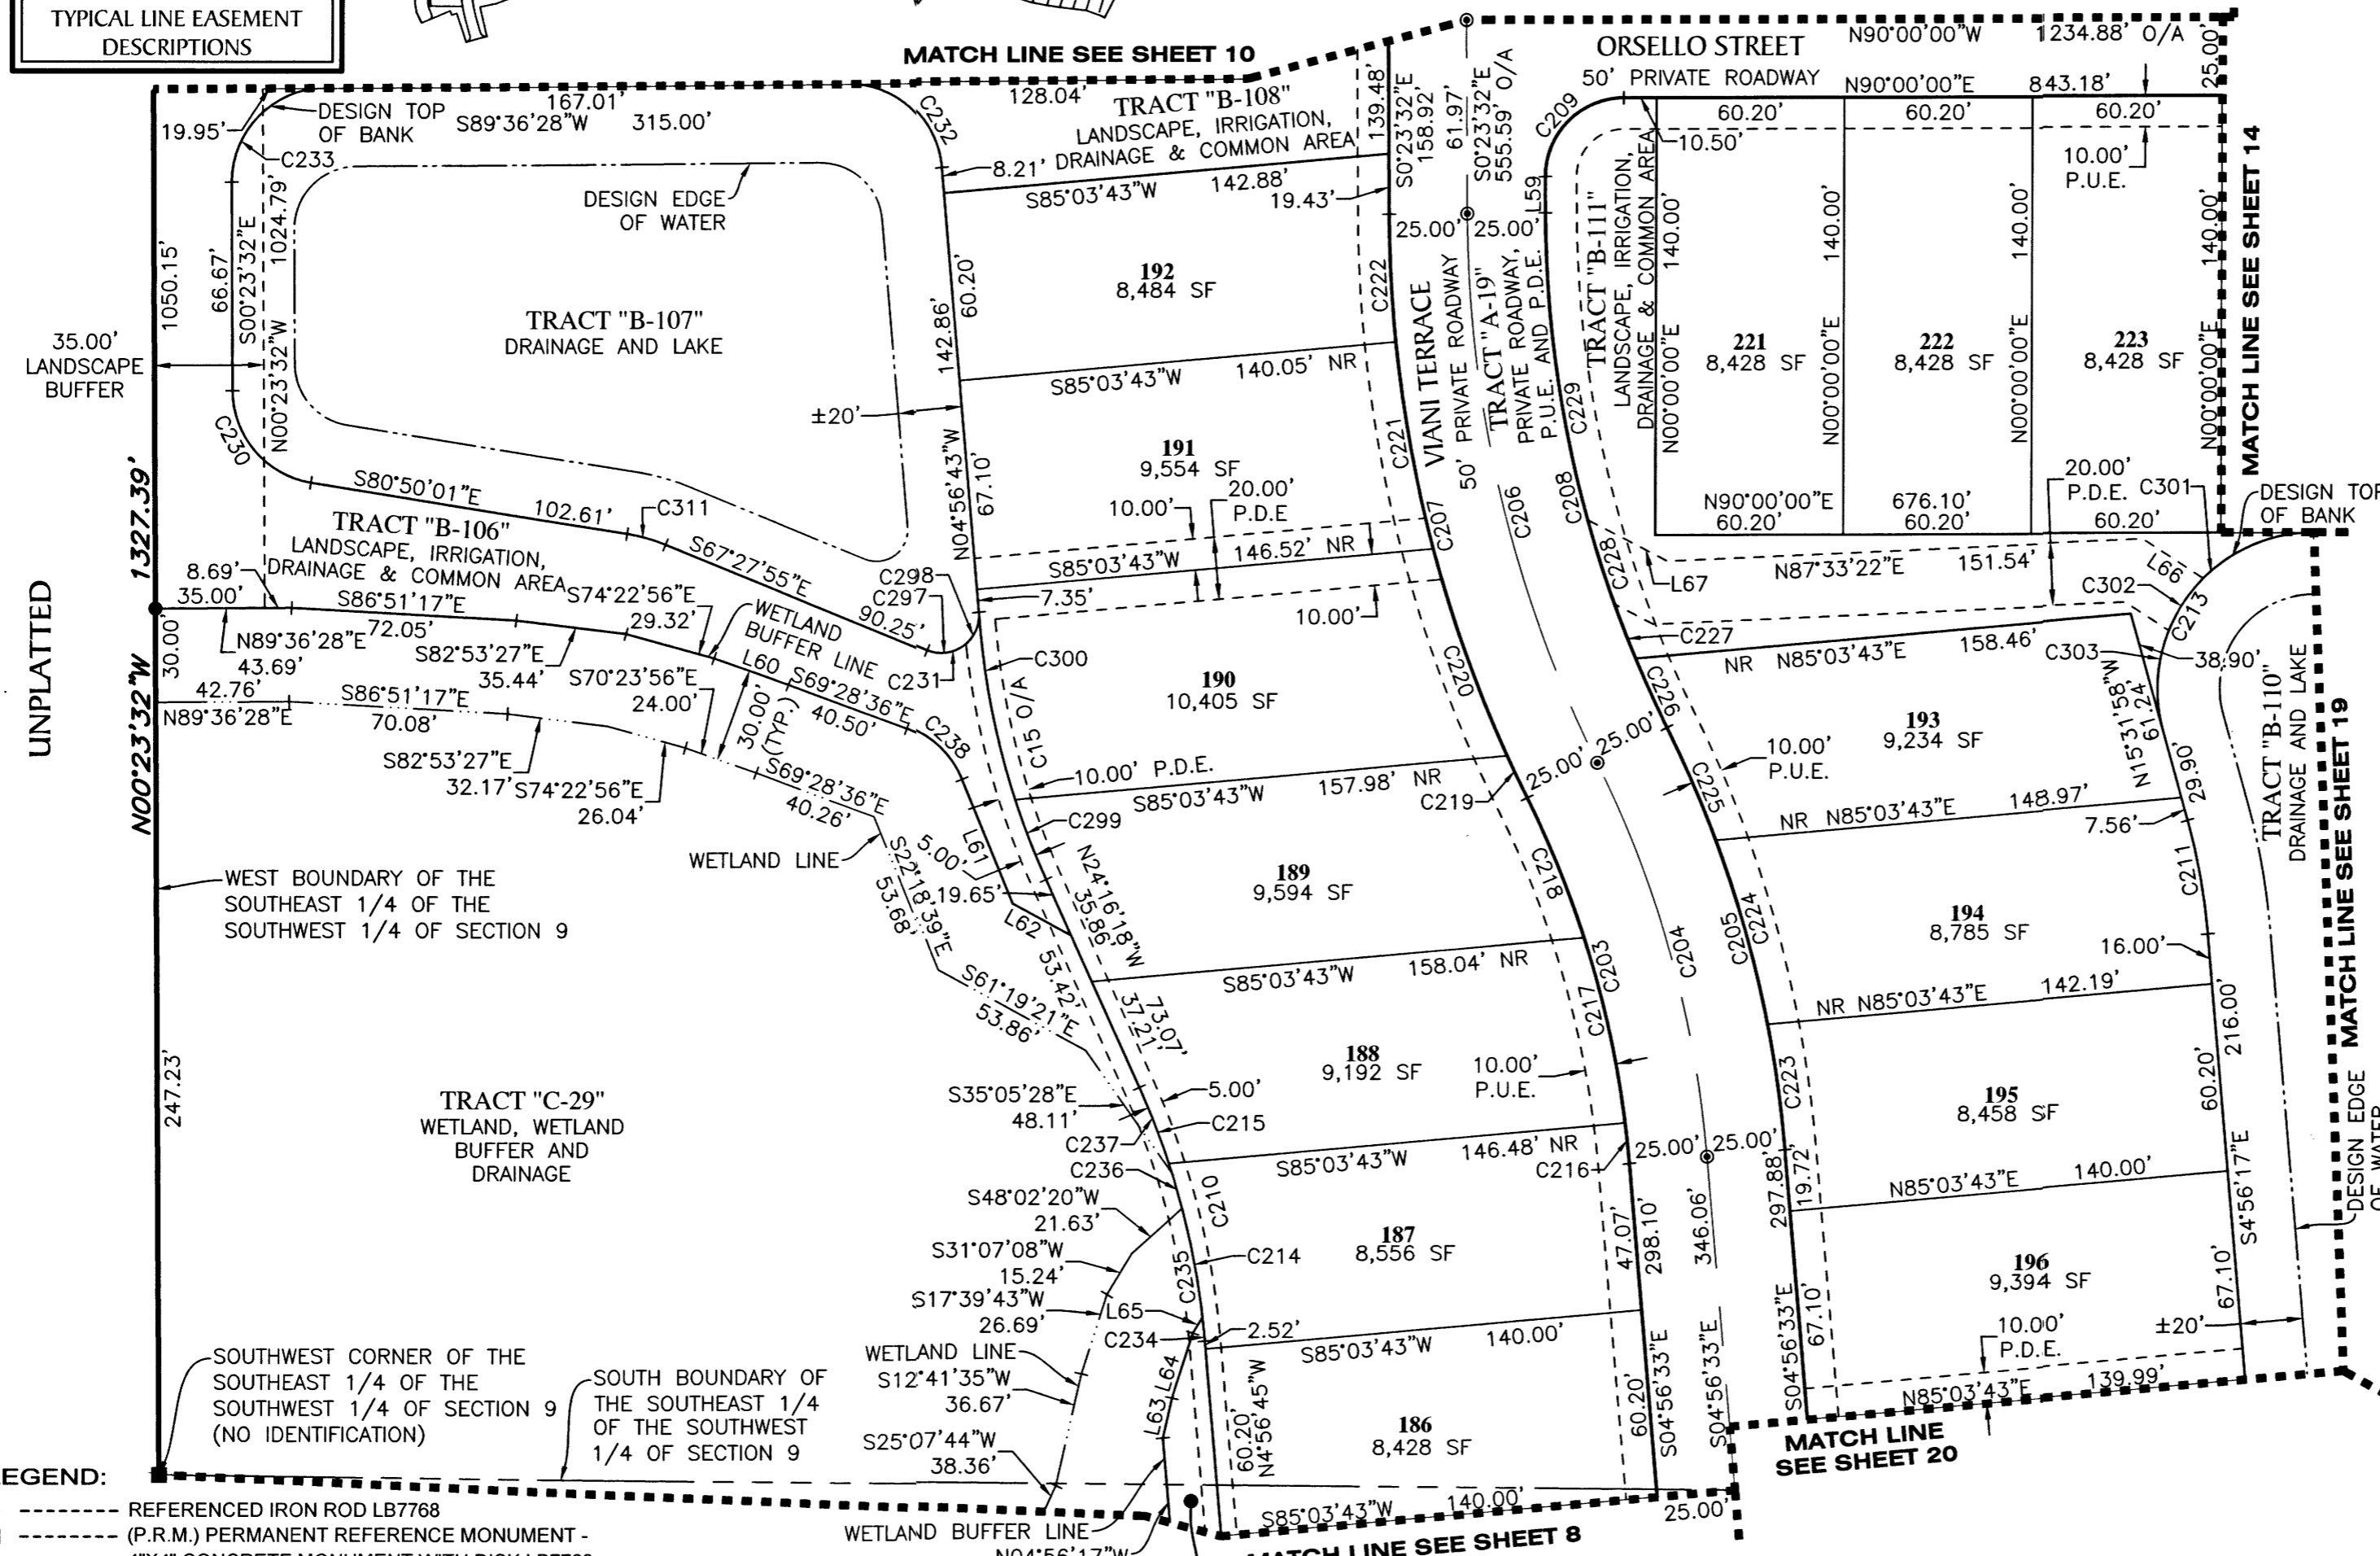 TYPICAL LINE EASEMENT
DESCRIPTIONS
MATCH LINE SEE SHEET 10
ORSELLO STREET
50' PRIVATE ROADWAY
N90°00'00"W 1234.88' O/A
N90°00'00"E 843.18'
25.00'
60.20'
60.20'
60.20'
10.50'
10.00'
P.U.E.
MATCH LINE SEE SHEET 14
19.95'
DESIGN TOP
OF BANK
C233
167.01'
S89°36'28"W 315.00'
C232
128.04'
TRACT "B-108"
LANDSCAPE, IRRIGATION,
DRAINAGE & COMMON AREA
8.21'
S85°03'43"W 142.88'
19.43'
139.48'
S0°23'32"E
158.92'
61.97'
S0°23'32"E
555.59' O/A
C209
L59
25.00' 25.00'
1050.15'
66.67'
S00°23'32"E
1024.79'
N00°23'32"W
35.00'
LANDSCAPE
BUFFER
DESIGN EDGE
OF WATER
TRACT "B-107"
DRAINAGE AND LAKE
±20'
142.86'
60.20'
192
8,484 SF
C222
S85°03'43"W 140.05' NR
VIANI TERRACE
50' PRIVATE ROADWAY
TRACT "A-19"
PRIVATE ROADWAY,
P.U.E. AND P.D.E.
TRACT "B-111"
LANDSCAPE, IRRIGATION,
DRAINAGE & COMMON AREA
C229
140.00'
N00°00'00"E
221
8,428 SF
140.00'
N00°00'00"E
222
8,428 SF
140.00'
N00°00'00"E
223
8,428 SF
140.00'
N00°00'00"E
N90°00'00"E 676.10'
60.20'
60.20'
60.20'
20.00'
P.D.E.
C301
DESIGN TOP
OF BANK
C230
S80°50'01"E 102.61'
C311
TRACT "B-106"
LANDSCAPE, IRRIGATION,
DRAINAGE & COMMON AREA
S67°27'55"E
90.25'
N04°56'43"W
67.10'
191
9,554 SF
10.00'
20.00'
P.D.E
C221
C207
C206
C208
C228
S85°03'43"W 146.52' NR
7.35'
10.00'
C298
C297
C231
C300
L67
N87°33'22"E 151.54'
L66
C302
C213
C227
158.46'
NR N85°03'43"E
C303
38.90'
UNPLATTED
N00°23'32"W 1327.39'
8.69'
35.00'
N89°36'28"E
43.69'
S86°51'17"E
72.05'
S82°53'27"E
35.44'
S74°22'56"E
29.32'
WETLAND
BUFFER LINE
L60
S70°23'56"E
24.00'
S69°28'36"E
40.50'
C238
30.00'
42.76'
N89°36'28"E
S86°51'17"E
70.08'
S82°53'27"E
32.17'
S74°22'56"E
26.04'
30.00'
(TYP.)
S69°28'36"E
40.26'
WETLAND LINE
C15 O/A
190
10,405 SF
C220
C226
10.00' P.D.E.
S85°03'43"W 157.98' NR
C219
25.00' 25.00'
10.00'
P.U.E.
193
9,234 SF
N15°31'58"W
61.24'
29.90'
TRACT "B-110"
DRAINAGE AND LAKE
MATCH LINE SEE SHEET 19
C225
NR N85°03'43"E 148.97'
7.56'
C211
WEST BOUNDARY OF THE
SOUTHEAST 1/4 OF THE
SOUTHWEST 1/4 OF SECTION 9
S22°18'39"E
53.68'
L61
5.00'
19.65'
L62
C299
N24°16'18"W
35.86'
189
9,594 SF
C218
S85°03'43"W 158.04' NR
C203
C204
C205
C224
194
8,785 SF
16.00'
NR N85°03'43"E 142.19'
S61°19'21"E
53.86'
53.42'
73.07'
37.21'
188
9,192 SF
10.00'
P.U.E.
C217
C223
195
8,458 SF
216.00'
60.20'
DESIGN EDGE
OF WATER
S35°05'28"E
48.11'
5.00'
C215
C237
C236
S85°03'43"W 146.48' NR
C216
25.00' 25.00'
297.88'
19.72'
N85°03'43"E 140.00'
S4°56'17"E
247.23'
TRACT "C-29"
WETLAND, WETLAND
BUFFER AND
DRAINAGE
S48°02'20"W
21.63'
S31°07'08"W
15.24'
S17°39'43"W
26.69'
WETLAND LINE
S12°41'35"W
36.67'
S25°07'44"W
38.36'
C210
C214
C235
L65
C234
2.52'
L64
L63
187
8,556 SF
47.07'
298.10'
346.06'
S85°03'43"W 140.00'
196
9,394 SF
67.10'
±20'
67.10'
S04°56'33"E
10.00'
P.D.E.
N85°03'43"E 139.99'
MATCH LINE
SEE SHEET 20
SOUTHWEST CORNER OF THE
SOUTHEAST 1/4 OF THE
SOUTHWEST 1/4 OF SECTION 9
(NO IDENTIFICATION)
SOUTH BOUNDARY OF
THE SOUTHEAST 1/4
OF THE SOUTHWEST
1/4 OF SECTION 9
60.20'
N4°56'45"W
186
8,428 SF
60.20'
S04°56'33"E
S04°56'33"E
S85°03'43"W 140.00'
25.00'
MATCH LINE SEE SHEET 8
WETLAND BUFFER LINE
N04°56'17"W
LEGEND:
REFERENCED IRON ROD LB7768
(P.R.M.) PERMANENT REFERENCE MONUMENT -